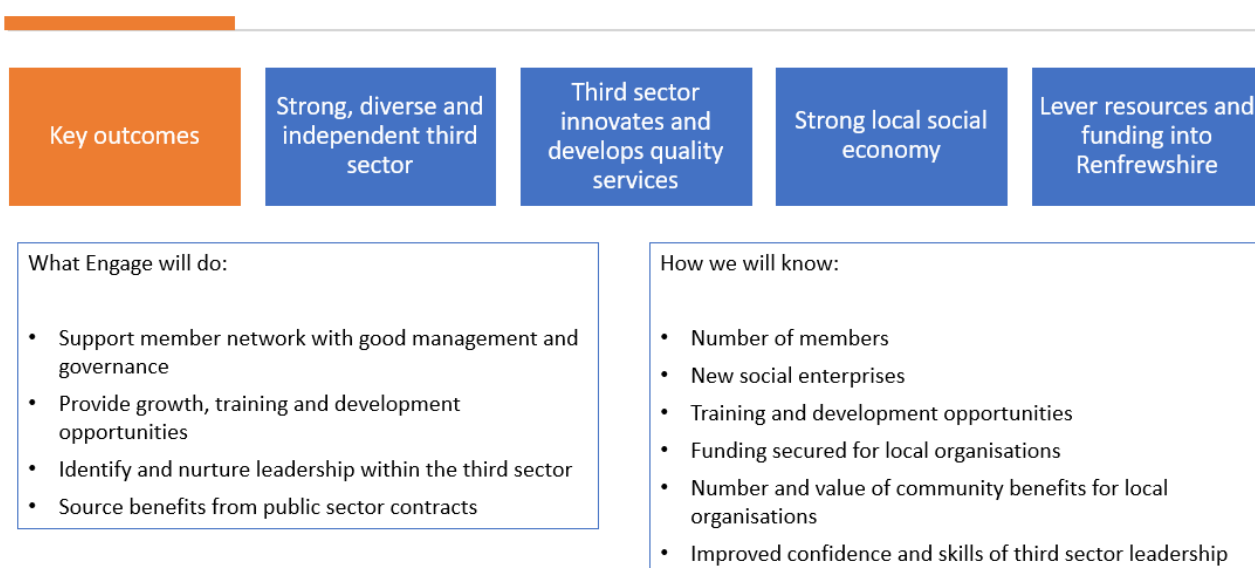 Key outcomes
Strong, diverse and
independent third
sector
Third sector
innovates and
develops quality
services
Strong local social
economy
Lever resources and
funding into
Renfrewshire
What Engage will do:
• Support member network with good management and
governance
• Provide growth, training and development
opportunities
• Identify and nurture leadership within the third sector
• Source benefits from public sector contracts
How we will know:
• Number of members
• New social enterprises
• Training and development opportunities
• Funding secured for local organisations
• Number and value of community benefits for local
organisations
• Improved confidence and skills of third sector leadership